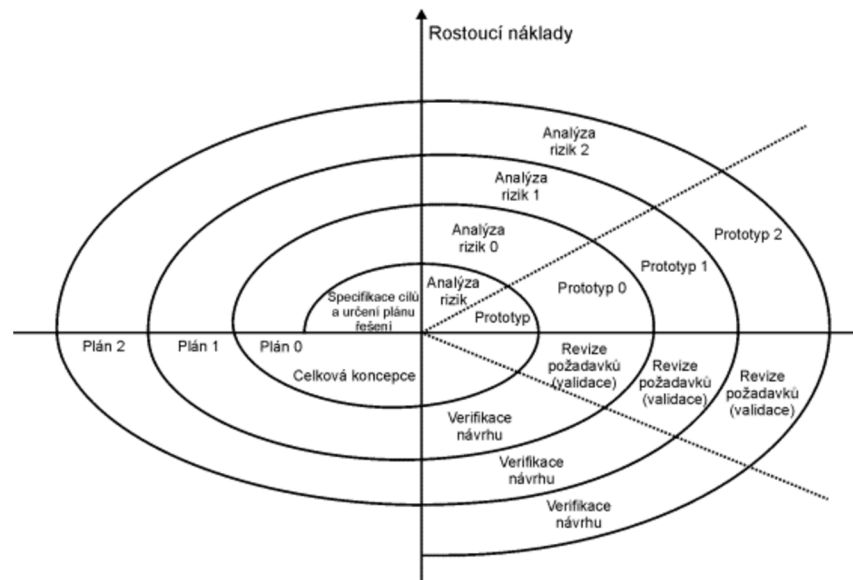 Rostoucí náklady
Analýza
rizik 2
Analýza
rizik 1
Analýza
rizik 0
Analýza
rizik
Prototyp 2
Prototyp 1
Prototyp 0
Prototyp
Specifikace cílů
a určení plánu
řešení
Plán 2
Plán 1
Plán 0
Celková koncepce
Revize
požadavků
(validace)
Revize
požadavků
(validace)
Revize
požadavků
(validace)
Verifikace
návrhu
Verifikace
návrhu
Verifikace
návrhu